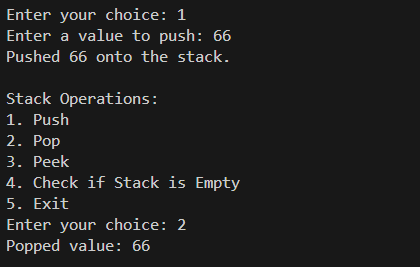 Enter your choice: 1
Enter a value to push: 66
Pushed 66 onto the stack.
Stack Operations:
1. Push
2. Pop
3. Peek
4. Check if Stack is Empty
5. Exit
Enter your choice: 2
Popped value: 66